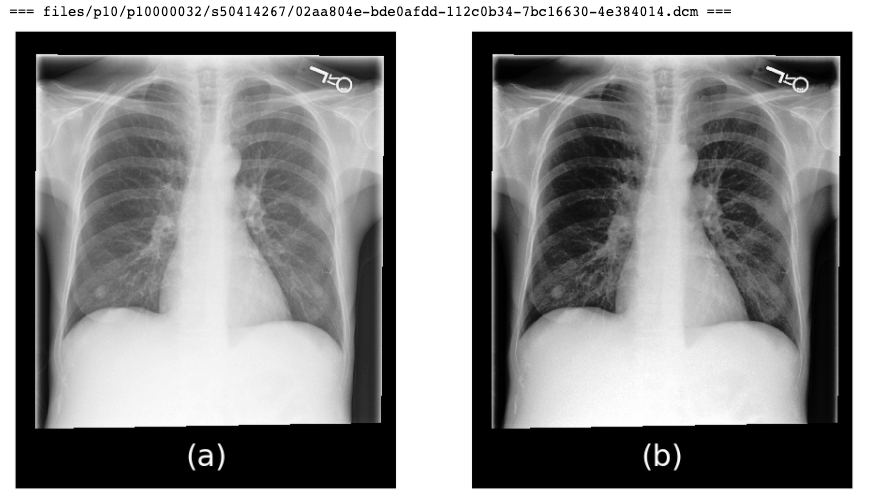 === files/p10/p10000032/s50414267/02aa804e-bde0afdd-112c0b34-7bc16630-4e384014.dcm ===
(a) (b)